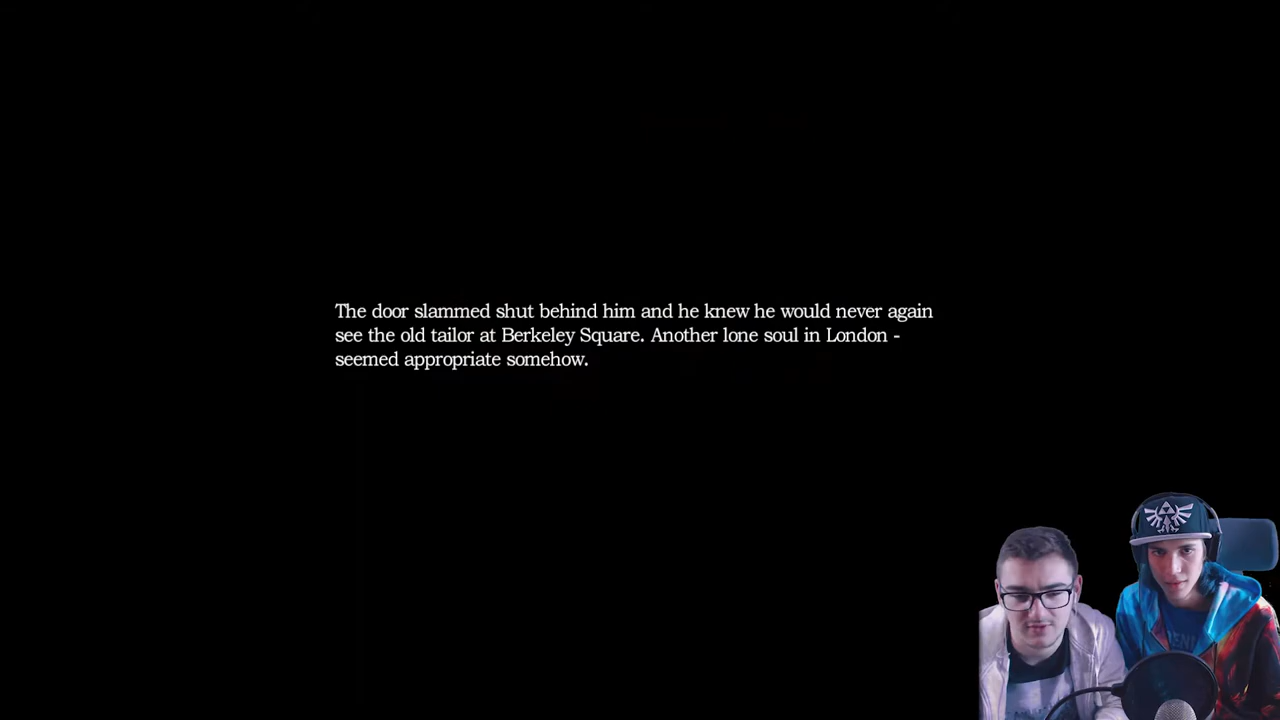 The door slammed shut behind him and he knew he would never again
see the old tailor at Berkeley Square. Another lone soul in London -
seemed appropriate somehow.